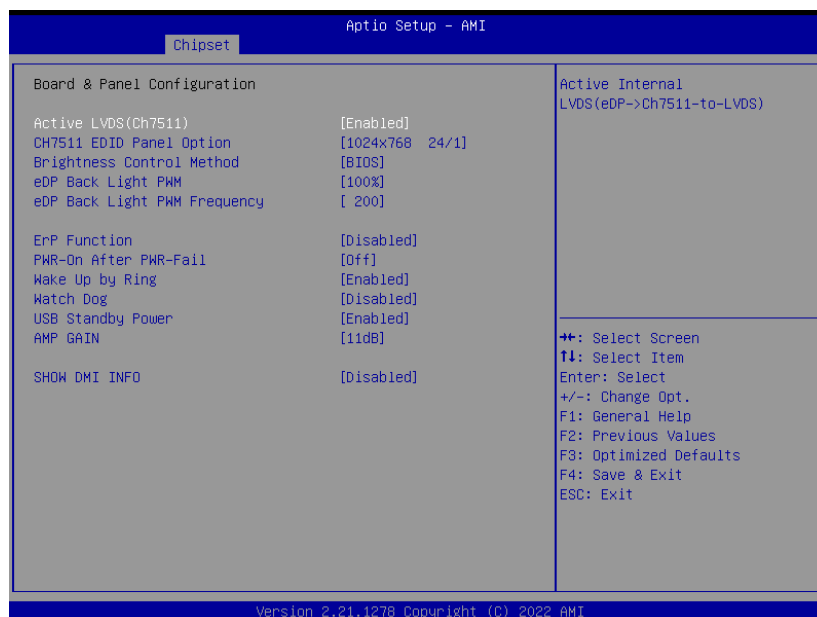 Aptio Setup – AMI
Chipset
Board & Panel Configuration
Active LVDS(Ch7511) [Enabled]
CH7511 EDID Panel Option [1024x768 24/1]
Brightness Control Method [BIOS]
eDP Back Light PWM [100%]
eDP Back Light PWM Frequency [ 200]
ErP Function [Disabled]
PWR-On After PWR-Fail [Off]
Wake Up by Ring [Enabled]
Watch Dog [Disabled]
USB Standby Power [Enabled]
AMP GAIN [11dB]
SHOW DMI INFO [Disabled]
Active Internal
LVDS(eDP->Ch7511-to-LVDS)
→←: Select Screen
↑↓: Select Item
Enter: Select
+/-: Change Opt.
F1: General Help
F2: Previous Values
F3: Optimized Defaults
F4: Save & Exit
ESC: Exit
Version 2.21.1278 Copyright (C) 2022 AMI